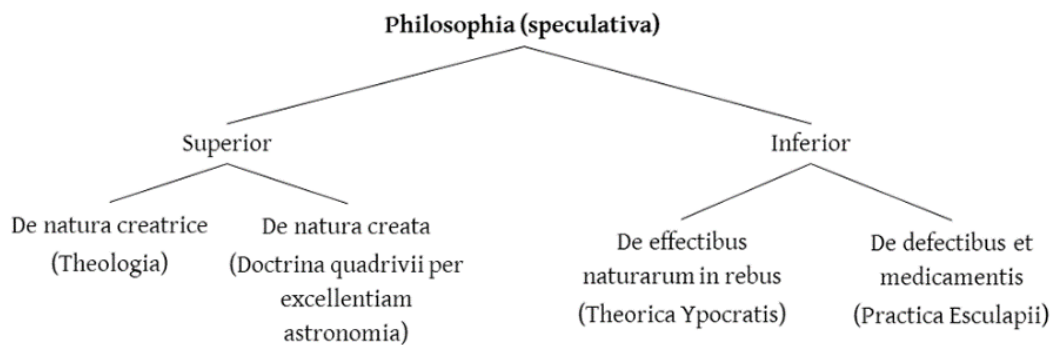 Philosophia (speculativa)
Superior
Inferior
De natura creatrice
(Theologia)
De natura creata
(Doctrina quadrivii per
excellentiam
astronomia)
De effectibus
naturarum in rebus
(Theorica Ypocratis)
De defectibus et
medicamentis
(Practica Esculapii)